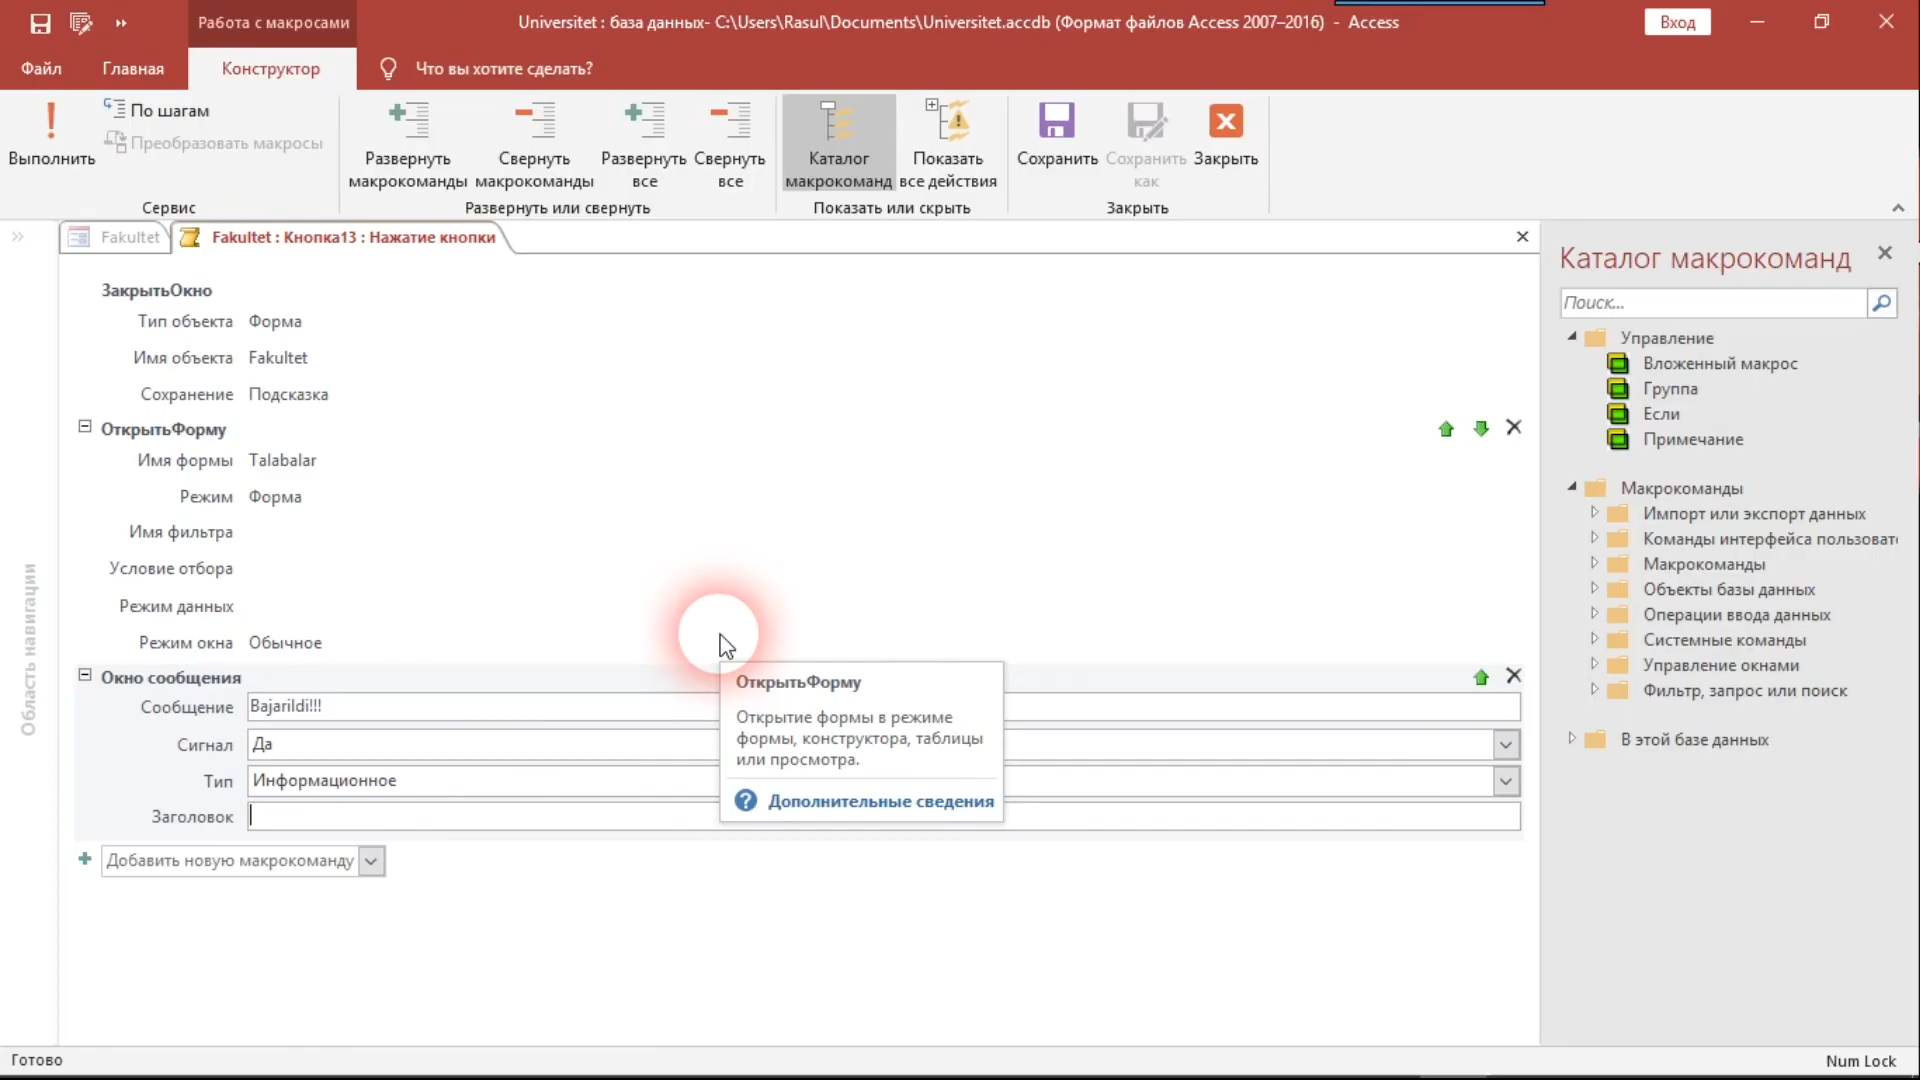 Работа с макросами
Universitet : база данных- C:\Users\Rasul\Documents\Universitet.accdb (Формат файлов Access 2007–2016)  -  Access
Вход
Файл
Главная
Конструктор
Что вы хотите сделать?
Выполнить
По шагам
Преобразовать макросы
Сервис
Развернуть
макрокоманды
Свернуть
макрокоманды
Развернуть
все
Свернуть
все
Развернуть или свернуть
Каталог
макрокоманд
Показать
все действия
Показать или скрыть
Сохранить
Сохранить
как
Закрыть
Закрыть
Fakultet
Fakultet : Кнопка13 : Нажатие кнопки
Область навигации
ЗакрытьОкно
Тип объекта Форма
Имя объекта Fakultet
Сохранение Подсказка
ОткрытьФорму
Имя формы Talabalar
Режим Форма
Имя фильтра
Условие отбора
Режим данных
Режим окна Обычное
Окно сообщения
Сообщение Bajarildi!!!
Сигнал Да
Тип Информационное
Заголовок
Добавить новую макрокоманду
ОткрытьФорму
Открытие формы в режиме
формы, конструктора, таблицы
или просмотра.
Дополнительные сведения
Каталог макрокоманд
Поиск...
Управление
Вложенный макрос
Группа
Если
Примечание
Макрокоманды
Импорт или экспорт данных
Команды интерфейса пользоват
Макрокоманды
Объекты базы данных
Операции ввода данных
Системные команды
Управление окнами
Фильтр, запрос или поиск
В этой базе данных
Готово
Num Lock